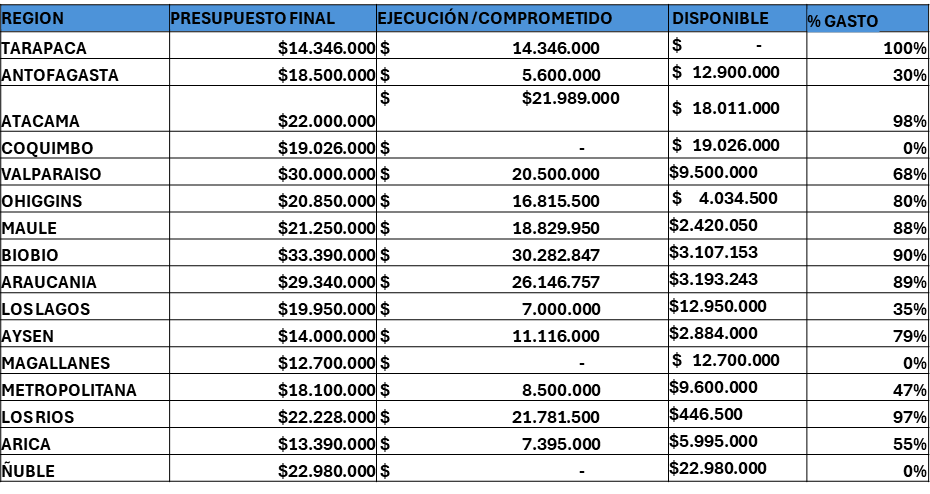 REGION PRESUPUESTO FINAL EJECUCIÓN/COMPROMETIDO DISPONIBLE % GASTO
TARAPACA $14.346.000 $ 14.346.000 $ - 100%
ANTOFAGASTA $18.500.000 $ 5.600.000 $ 12.900.000 30%
ATACAMA $22.000.000 $ $21.989.000 $ 18.011.000 98%
COQUIMBO $19.026.000 $ - $ 19.026.000 0%
VALPARAISO $30.000.000 $ 20.500.000 $9.500.000 68%
OHIGGINS $20.850.000 $ 16.815.500 $ 4.034.500 80%
MAULE $21.250.000 $ 18.829.950 $2.420.050 88%
BIOBIO $33.390.000 $ 30.282.847 $3.107.153 90%
ARAUCANIA $29.340.000 $ 26.146.757 $3.193.243 89%
LOS LAGOS $19.950.000 $ 7.000.000 $12.950.000 35%
AYSEN $14.000.000 $ 11.116.000 $2.884.000 79%
MAGALLANES $12.700.000 $ - $ 12.700.000 0%
METROPOLITANA $18.100.000 $ 8.500.000 $9.600.000 47%
LOS RIOS $22.228.000 $ 21.781.500 $446.500 97%
ARICA $13.390.000 $ 7.395.000 $5.995.000 55%
ÑUBLE $22.980.000 $ - $22.980.000 0%